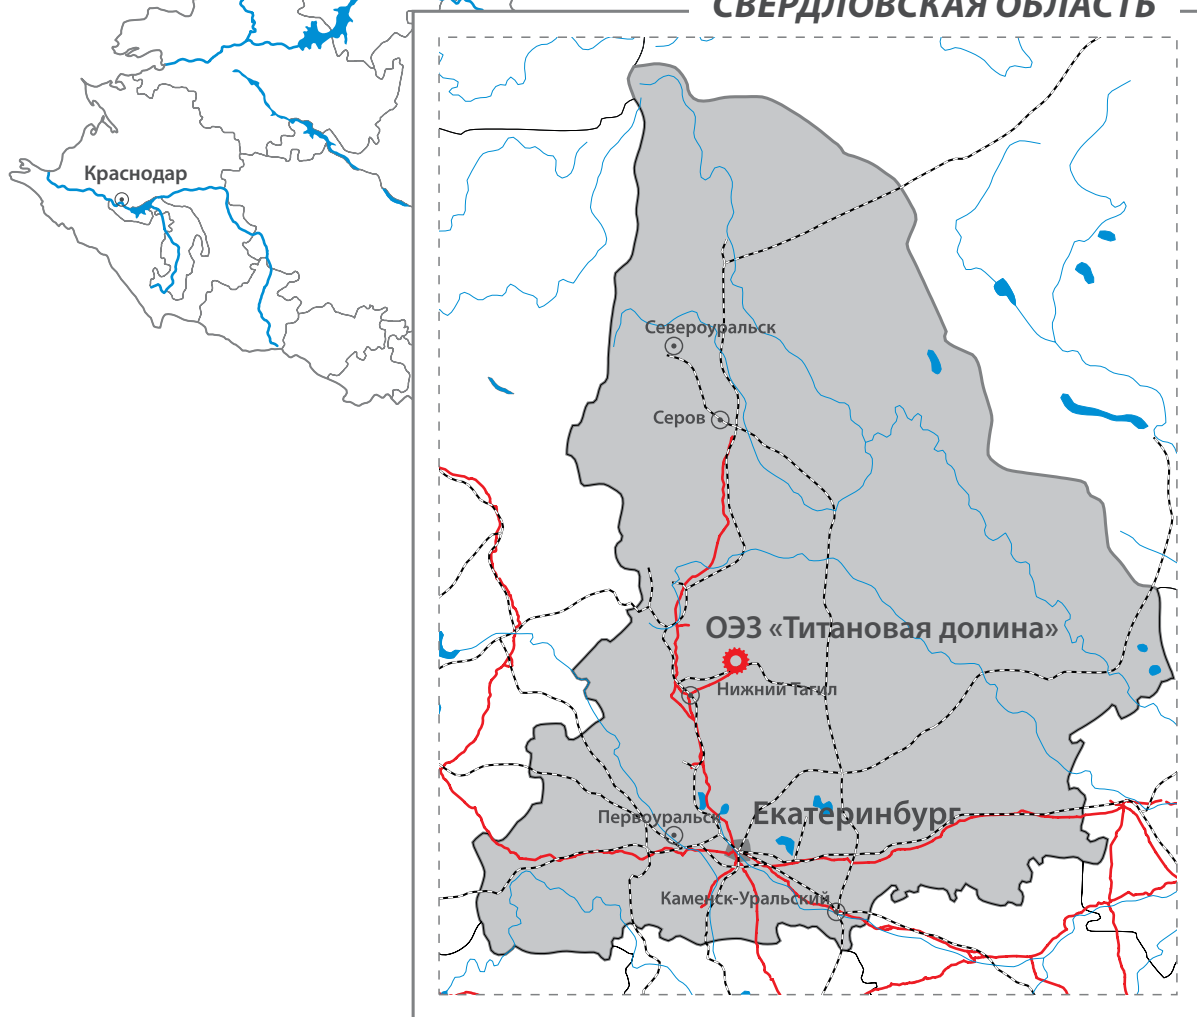 СВЕРДЛОВСКАЯ ОБЛАСТЬ
Краснодар
Североуральск
Серов
ОЭЗ «Титановая долина»
Нижний Тагил
Екатеринбург
Первоуральск
Каменск-Уральский